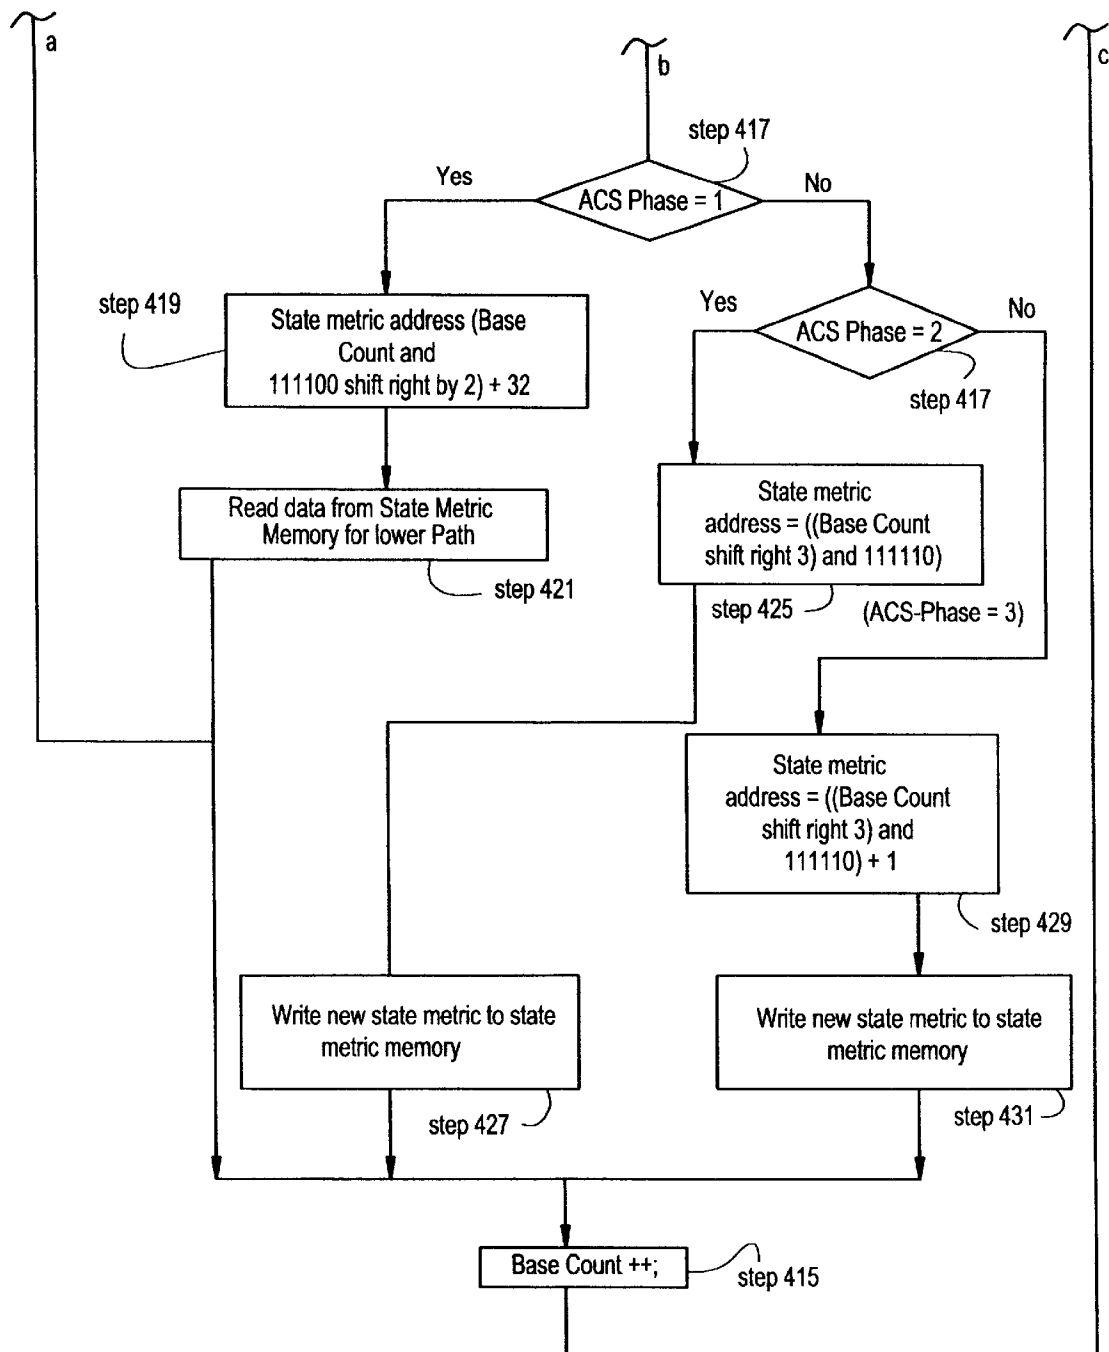 a
b
c
step 417
Yes
ACS Phase = 1
No
step 419
State metric address (Base
Count and
111100 shift right by 2) + 32
Yes
ACS Phase = 2
No
step 417
Read data from State Metric
Memory for lower Path
step 421
State metric
address = ((Base Count
shift right 3) and 111110)
step 425
(ACS-Phase = 3)
State metric
address = ((Base Count
shift right 3) and
111110) + 1
step 429
Write new state metric to state
metric memory
step 427
Write new state metric to state
metric memory
step 431
Base Count ++;
step 415